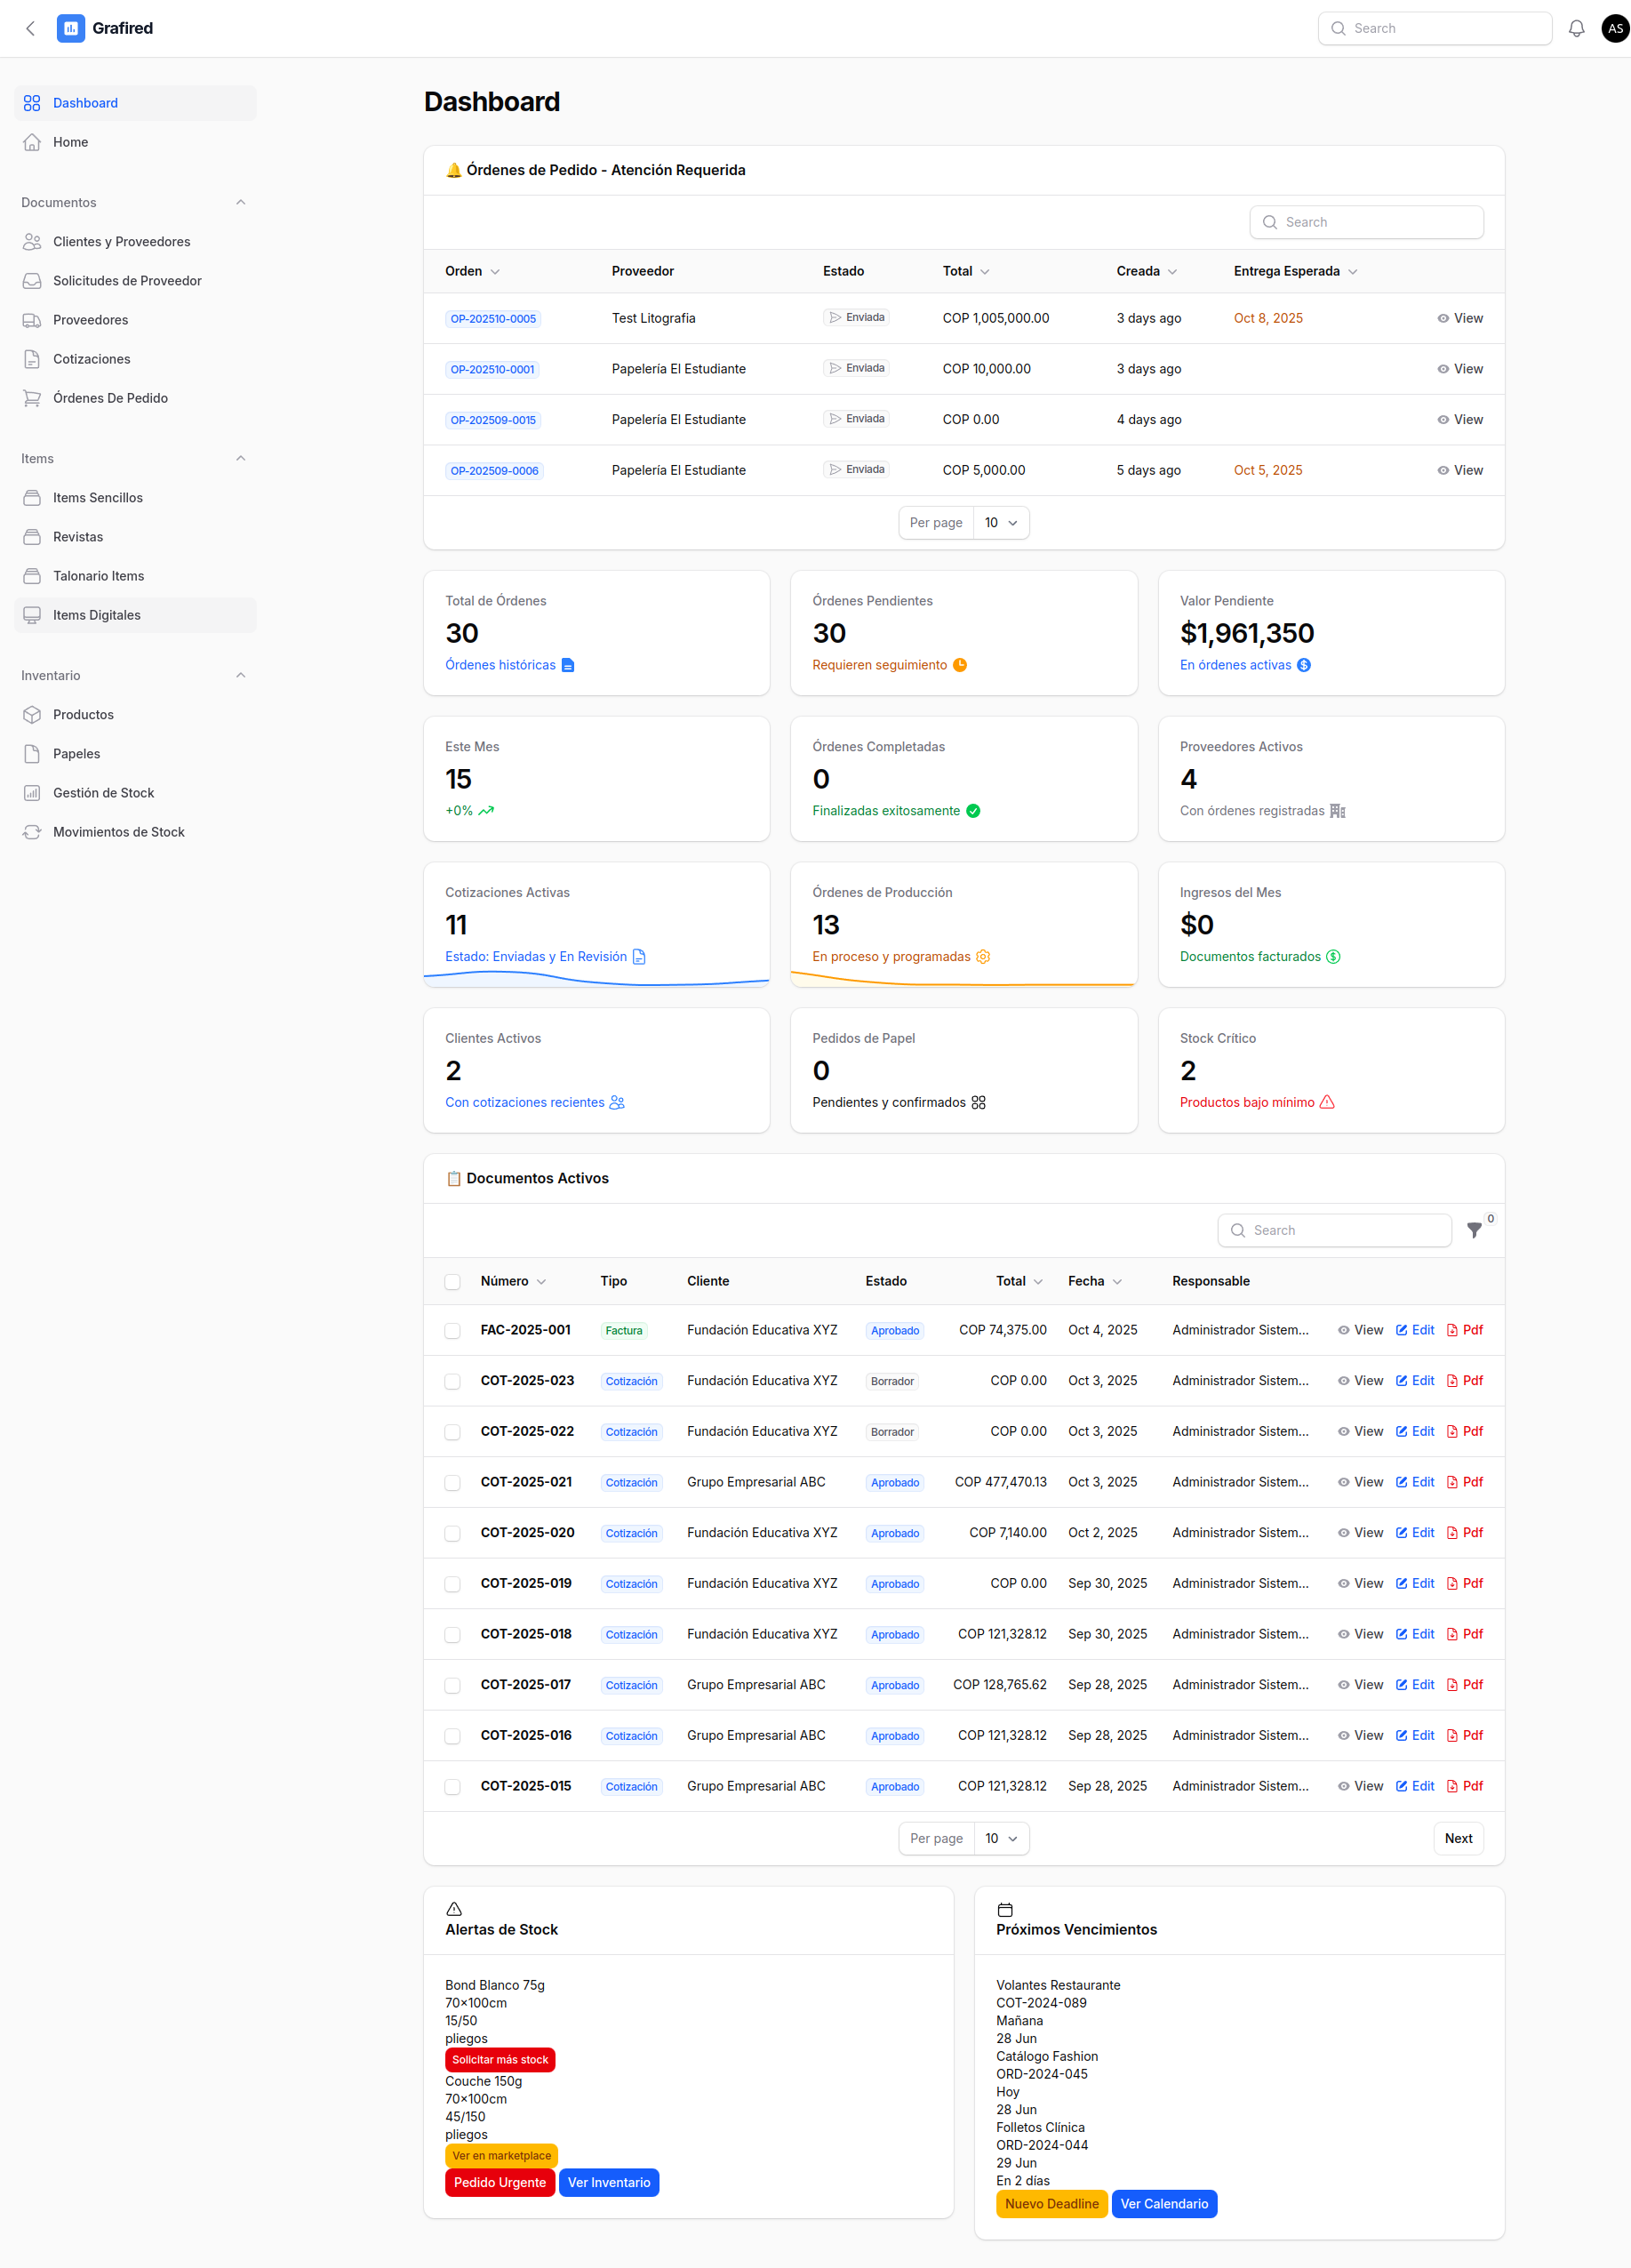 Grafired
Search
AS
Dashboard
Home
Documentos
Clientes y Proveedores
Solicitudes de Proveedor
Proveedores
Cotizaciones
Órdenes De Pedido
Items
Items Sencillos
Revistas
Talonario Items
Items Digitales
Inventario
Productos
Papeles
Gestión de Stock
Movimientos de Stock
Dashboard
🔔 Órdenes de Pedido - Atención Requerida
Search
Orden Proveedor Estado Total Creada Entrega Esperada
OP-202510-0005 Test Litografia Enviada COP 1,005,000.00 3 days ago Oct 8, 2025 View
OP-202510-0001 Papelería El Estudiante Enviada COP 10,000.00 3 days ago View
OP-202509-0015 Papelería El Estudiante Enviada COP 0.00 4 days ago View
OP-202509-0006 Papelería El Estudiante Enviada COP 5,000.00 5 days ago Oct 5, 2025 View
Per page 10
Total de Órdenes
30
Órdenes históricas
Órdenes Pendientes
30
Requieren seguimiento
Valor Pendiente
$1,961,350
En órdenes activas
Este Mes
15
+0%
Órdenes Completadas
0
Finalizadas exitosamente
Proveedores Activos
4
Con órdenes registradas
Cotizaciones Activas
11
Estado: Enviadas y En Revisión
Órdenes de Producción
13
En proceso y programadas
Ingresos del Mes
$0
Documentos facturados
Clientes Activos
2
Con cotizaciones recientes
Pedidos de Papel
0
Pendientes y confirmados
Stock Crítico
2
Productos bajo mínimo
📋 Documentos Activos
Search
0
Número Tipo Cliente Estado Total Fecha Responsable
FAC-2025-001 Factura Fundación Educativa XYZ Aprobado COP 74,375.00 Oct 4, 2025 Administrador Sistem... View Edit Pdf
COT-2025-023 Cotización Fundación Educativa XYZ Borrador COP 0.00 Oct 3, 2025 Administrador Sistem... View Edit Pdf
COT-2025-022 Cotización Fundación Educativa XYZ Borrador COP 0.00 Oct 3, 2025 Administrador Sistem... View Edit Pdf
COT-2025-021 Cotización Grupo Empresarial ABC Aprobado COP 477,470.13 Oct 3, 2025 Administrador Sistem... View Edit Pdf
COT-2025-020 Cotización Fundación Educativa XYZ Aprobado COP 7,140.00 Oct 2, 2025 Administrador Sistem... View Edit Pdf
COT-2025-019 Cotización Fundación Educativa XYZ Aprobado COP 0.00 Sep 30, 2025 Administrador Sistem... View Edit Pdf
COT-2025-018 Cotización Fundación Educativa XYZ Aprobado COP 121,328.12 Sep 30, 2025 Administrador Sistem... View Edit Pdf
COT-2025-017 Cotización Grupo Empresarial ABC Aprobado COP 128,765.62 Sep 28, 2025 Administrador Sistem... View Edit Pdf
COT-2025-016 Cotización Grupo Empresarial ABC Aprobado COP 121,328.12 Sep 28, 2025 Administrador Sistem... View Edit Pdf
COT-2025-015 Cotización Grupo Empresarial ABC Aprobado COP 121,328.12 Sep 28, 2025 Administrador Sistem... View Edit Pdf
Per page 10
Next
Alertas de Stock
Bond Blanco 75g
70×100cm
15/50
pliegos
Solicitar más stock
Couche 150g
70×100cm
45/150
pliegos
Ver en marketplace
Pedido Urgente Ver Inventario
Próximos Vencimientos
Volantes Restaurante
COT-2024-089
Mañana
28 Jun
Catálogo Fashion
ORD-2024-045
Hoy
28 Jun
Folletos Clínica
ORD-2024-044
29 Jun
En 2 días
Nuevo Deadline Ver Calendario